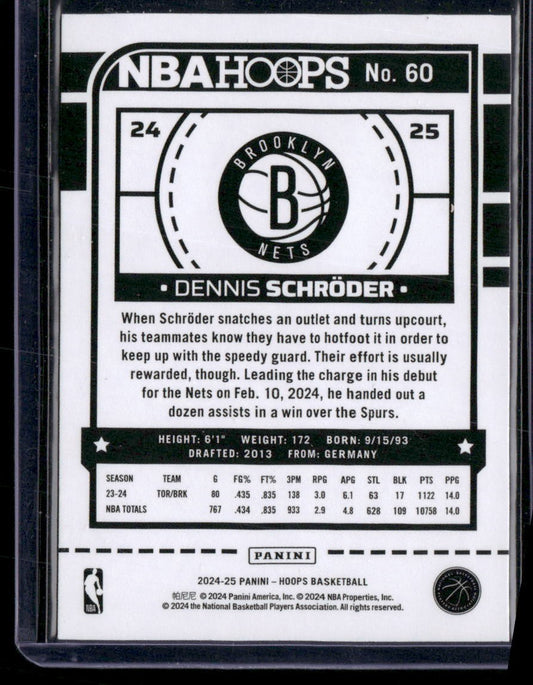 NBA HOOPS No. 60
24 25
BROOKLYN
B
NETS
• DENNIS SCHRÖDER •
When Schröder snatches an outlet and turns upcourt,
his teammates know they have to hotfoot it in order to
keep up with the speedy guard. Their effort is usually
rewarded, though. Leading the charge in his debut
for the Nets on Feb. 10, 2024, he handed out a
dozen assists in a win over the Spurs.
HEIGHT: 6'1" WEIGHT: 172 BORN: 9/15/93
DRAFTED: 2013 FROM: GERMANY
SEASON TEAM G FG% FT% 3PM RPG APG STL BLK PTS PPG
23-24 TOR/BRK 80 .435 .835 138 3.0 6.1 63 17 1122 14.0
NBA TOTALS 767 .434 .835 933 2.9 4.8 628 109 10758 14.0
PANINI
2024-25 PANINI – HOOPS BASKETBALL
帕尼尼 © 2024 Panini America, Inc. © 2024 NBA Properties, Inc.
© 2024 the National Basketball Players Association. All rights reserved.
NBA